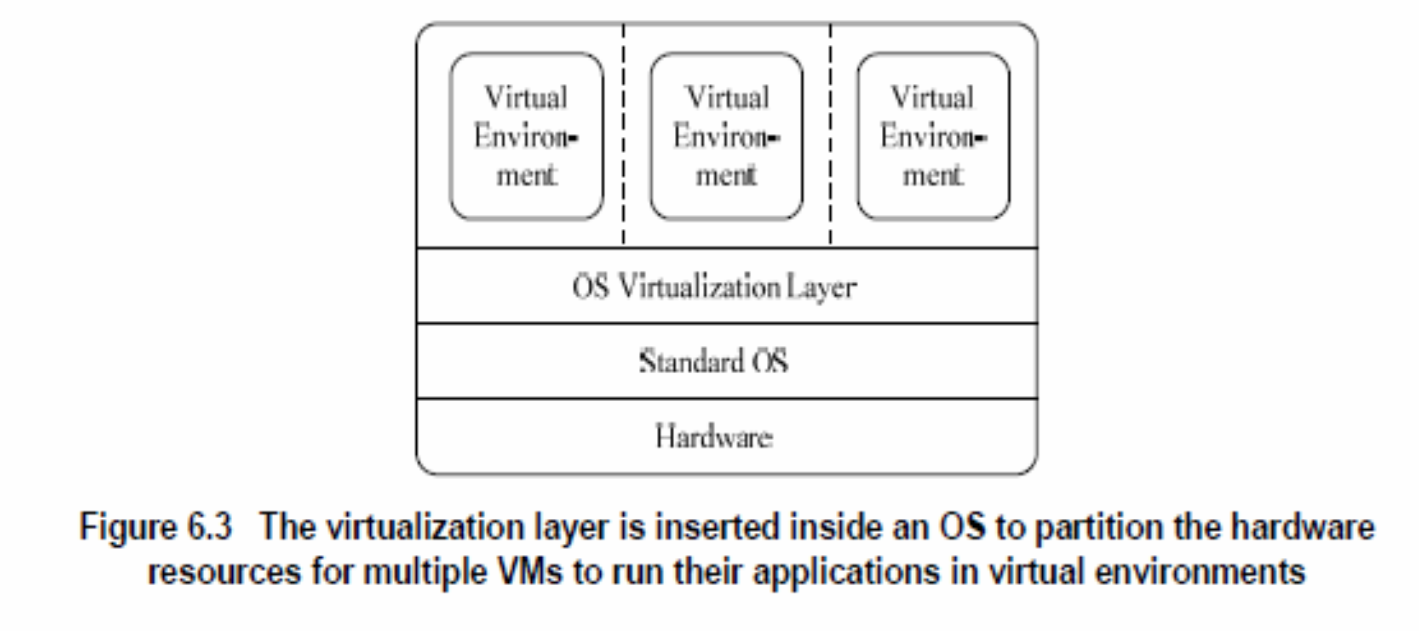 Virtual
Environ-
ment
Virtual
Environ-
ment
Virtual
Environ-
ment
OS Virtualization Layer
Standard OS
Hardware
Figure 6.3 The virtualization layer is inserted inside an OS to partition the hardware
resources for multiple VMs to run their applications in virtual environments